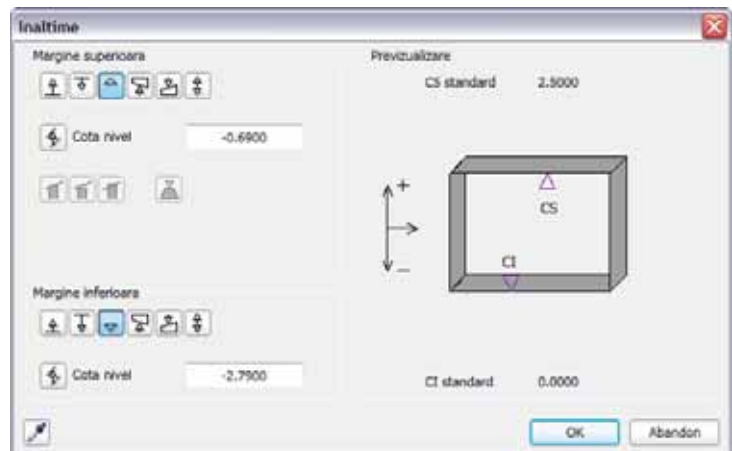 Inaltime
Margine superioara
Cota nivel -0.6900
Margine inferioara
Cota nivel -2.7900
Previzualizare
CS standard 2.5000
+
CS
CI
–
CI standard 0.0000
OK Abandon